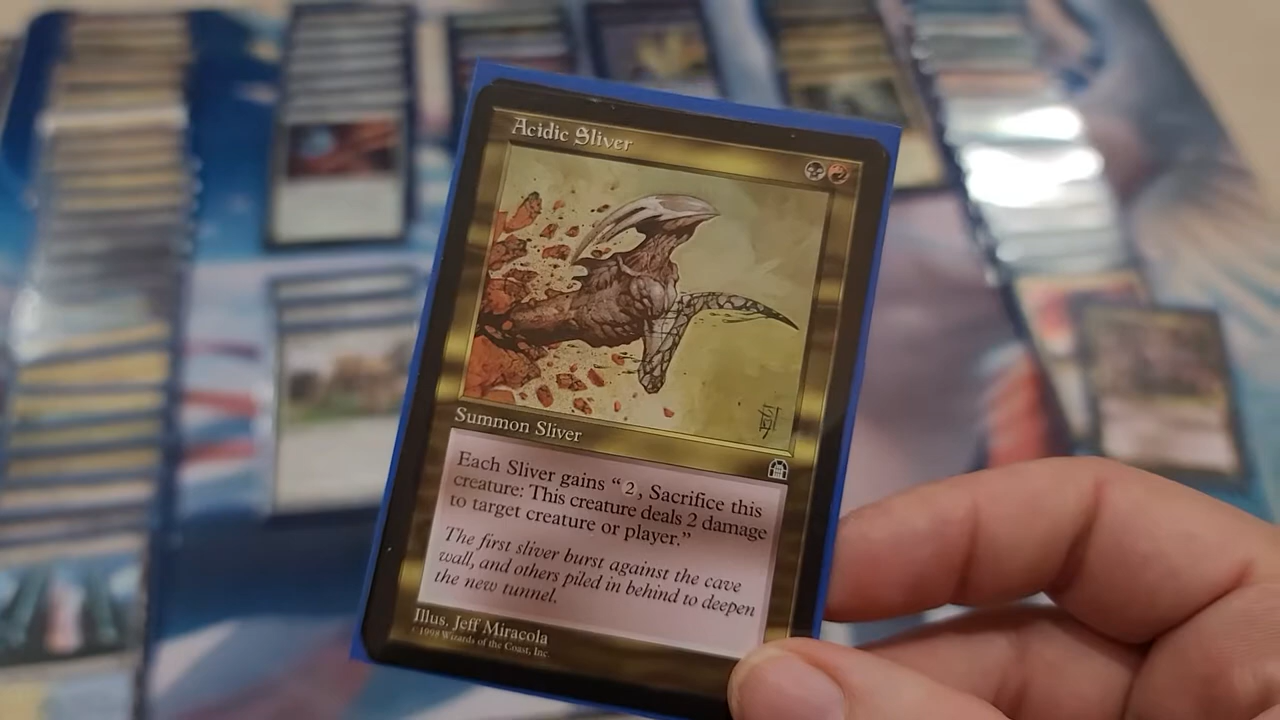 Acidic Sliver
Summon Sliver
Each Sliver gains “2, Sacrifice this
creature: This creature deals 2 damage
to target creature or player.”
The first sliver burst against the cave
wall, and others piled in behind to deepen
the new tunnel.
Illus. Jeff Miracola
© 1998 Wizards of the Coast, Inc.